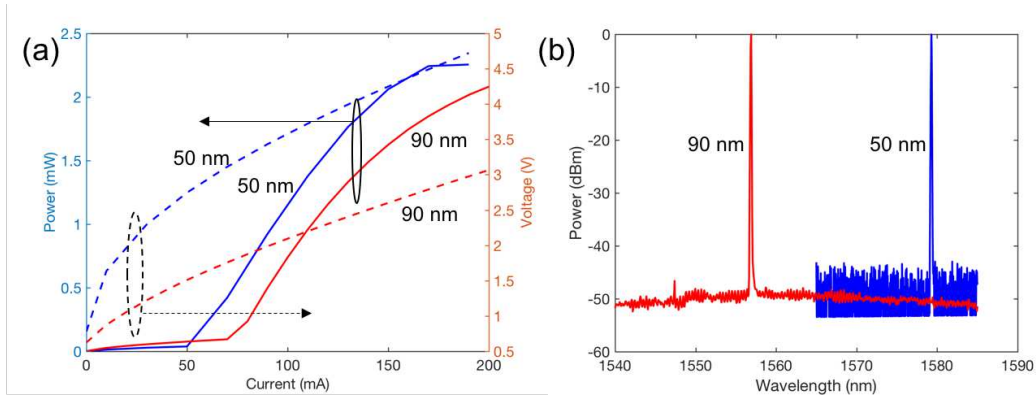 (a)
2.5
2
1.5
1
0.5
0
Power (mW)
5
4.5
4
3.5
3
2.5
2
1.5
1
0.5
Voltage (V)
50 nm
50 nm
90 nm
90 nm
0 50 100 150 200
Current (mA)
(b)
0
-10
-20
-30
-40
-50
-60
Power (dBm)
90 nm
50 nm
1540 1550 1560 1570 1580 1590
Wavelength (nm)